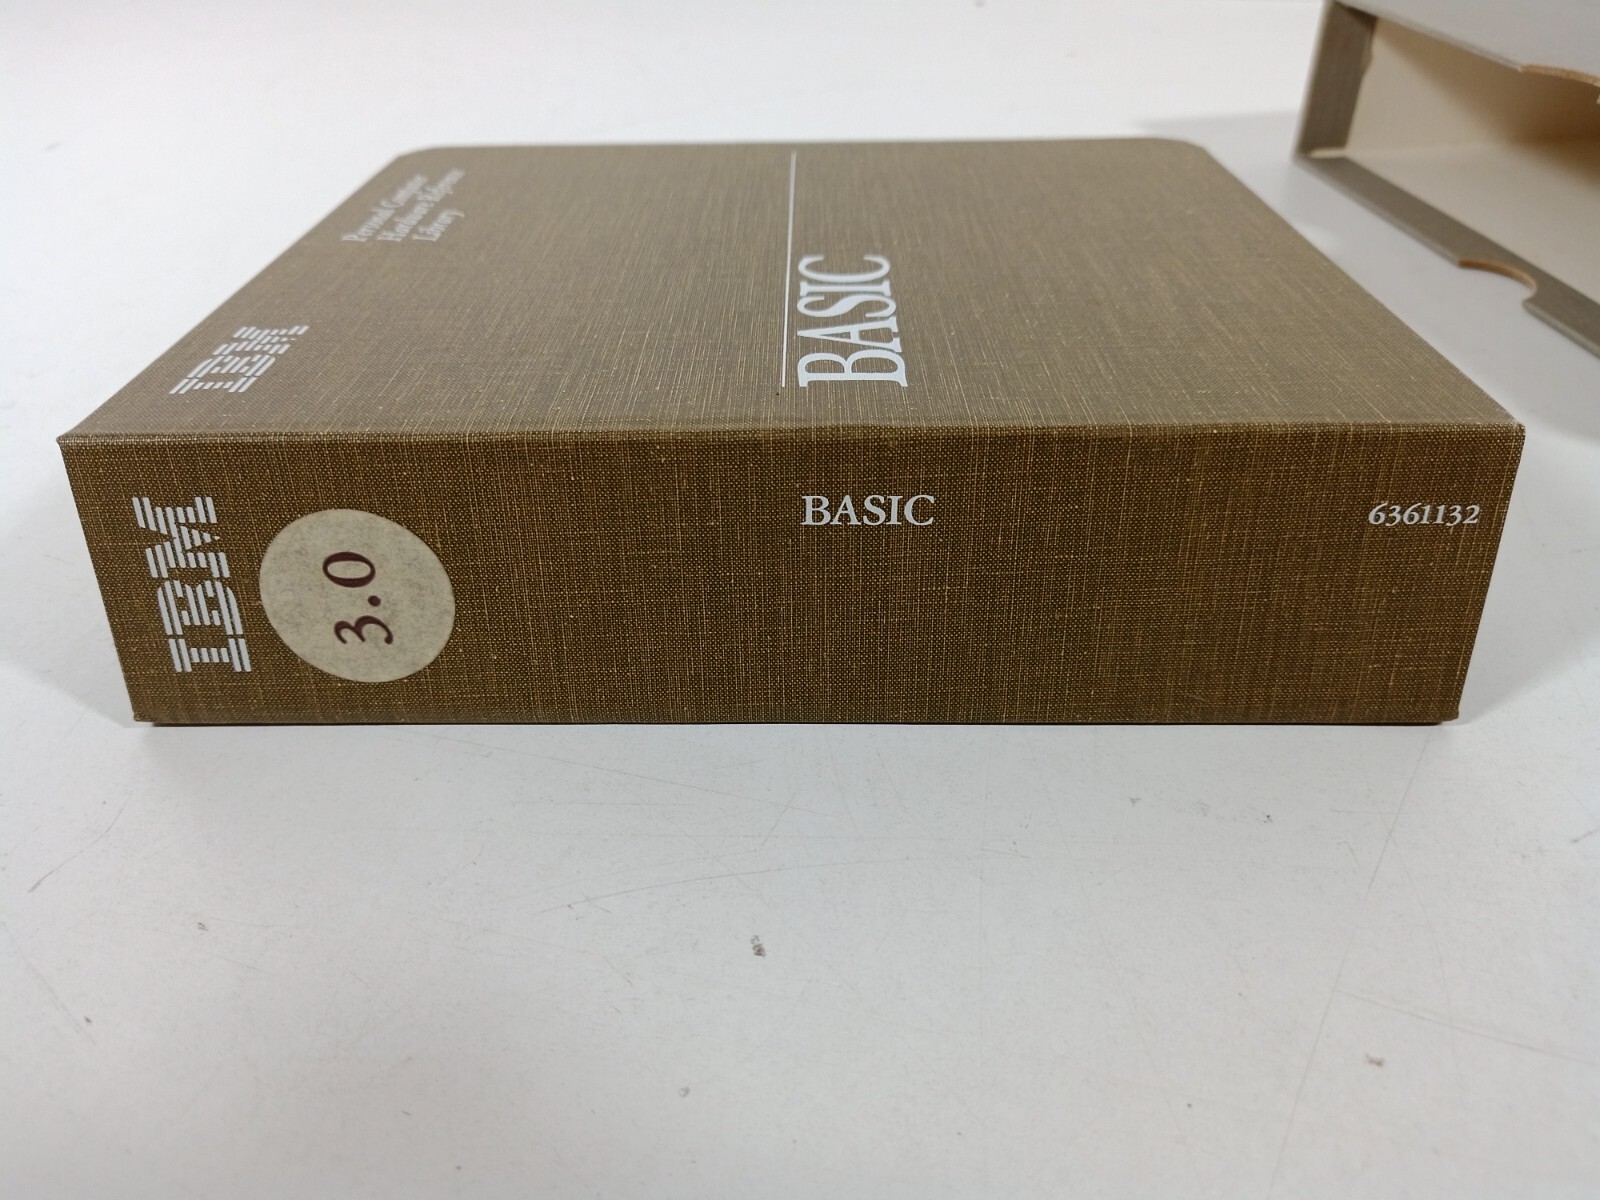 Personal Computer
Hardware Reference
Library
IBM
BASIC
IBM
3.0
BASIC
6361132